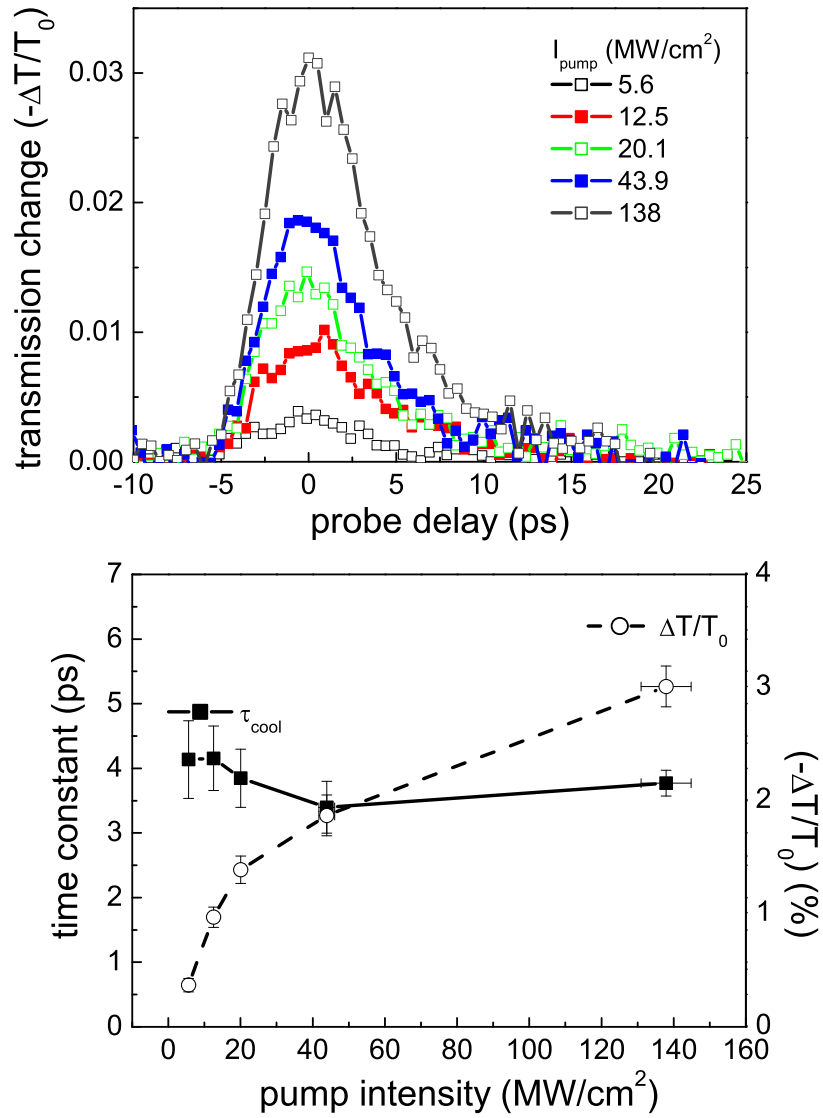 transmission change (-ΔT/T₀)
0.03
0.02
0.01
0.00
I_pump (MW/cm²)
5.6
12.5
20.1
43.9
138
-10 -5 0 5 10 15 20 25
probe delay (ps)
time constant (ps)
7
6
5
4
3
2
1
0
ΔT/T₀
τ_cool
4
3
2
1
0
(-ΔT/T₀) (%)
0 20 40 60 80 100 120 140 160
pump intensity (MW/cm²)